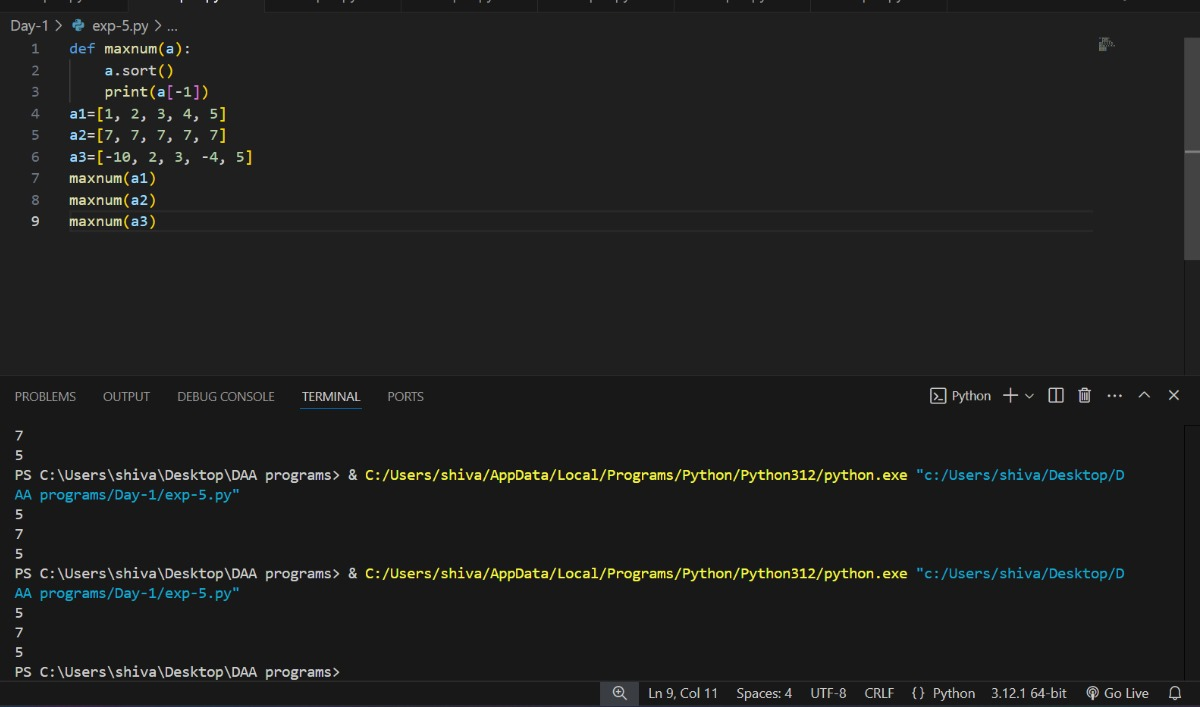 Day-1 > exp-5.py > ...
1 def maxnum(a):
2     a.sort()
3     print(a[-1])
4 a1=[1, 2, 3, 4, 5]
5 a2=[7, 7, 7, 7, 7]
6 a3=[-10, 2, 3, -4, 5]
7 maxnum(a1)
8 maxnum(a2)
9 maxnum(a3)
PROBLEMS OUTPUT DEBUG CONSOLE TERMINAL PORTS Python
7
5
PS C:\Users\shiva\Desktop\DAA programs> & C:/Users/shiva/AppData/Local/Programs/Python/Python312/python.exe "c:/Users/shiva/Desktop/D
AA programs/Day-1/exp-5.py"
5
7
5
PS C:\Users\shiva\Desktop\DAA programs> & C:/Users/shiva/AppData/Local/Programs/Python/Python312/python.exe "c:/Users/shiva/Desktop/D
AA programs/Day-1/exp-5.py"
5
7
5
PS C:\Users\shiva\Desktop\DAA programs>
Ln 9, Col 11 Spaces: 4 UTF-8 CRLF {} Python 3.12.1 64-bit Go Live